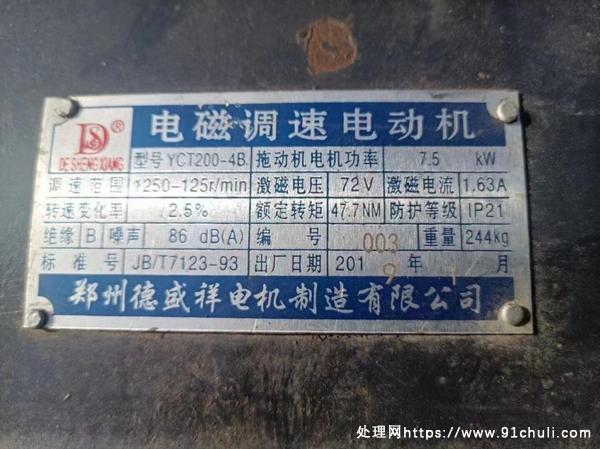 DS® 电磁调速电动机
DESHENGXIANG 型号 YCT200-4B 拖动机电机功率 7.5 kW
调速范围 1250-125r/min 激磁电压 72V 激磁电流 1.63A
转速变化率 2.5% 额定转矩 47.7NM 防护等级 IP21
绝缘 B 噪声 86 dB(A) 编号 003 重量 244kg
标准号 JB/T7123-93 出厂日期 2019年1月
郑州德盛祥电机制造有限公司
处理网https://www.91chuli.com/